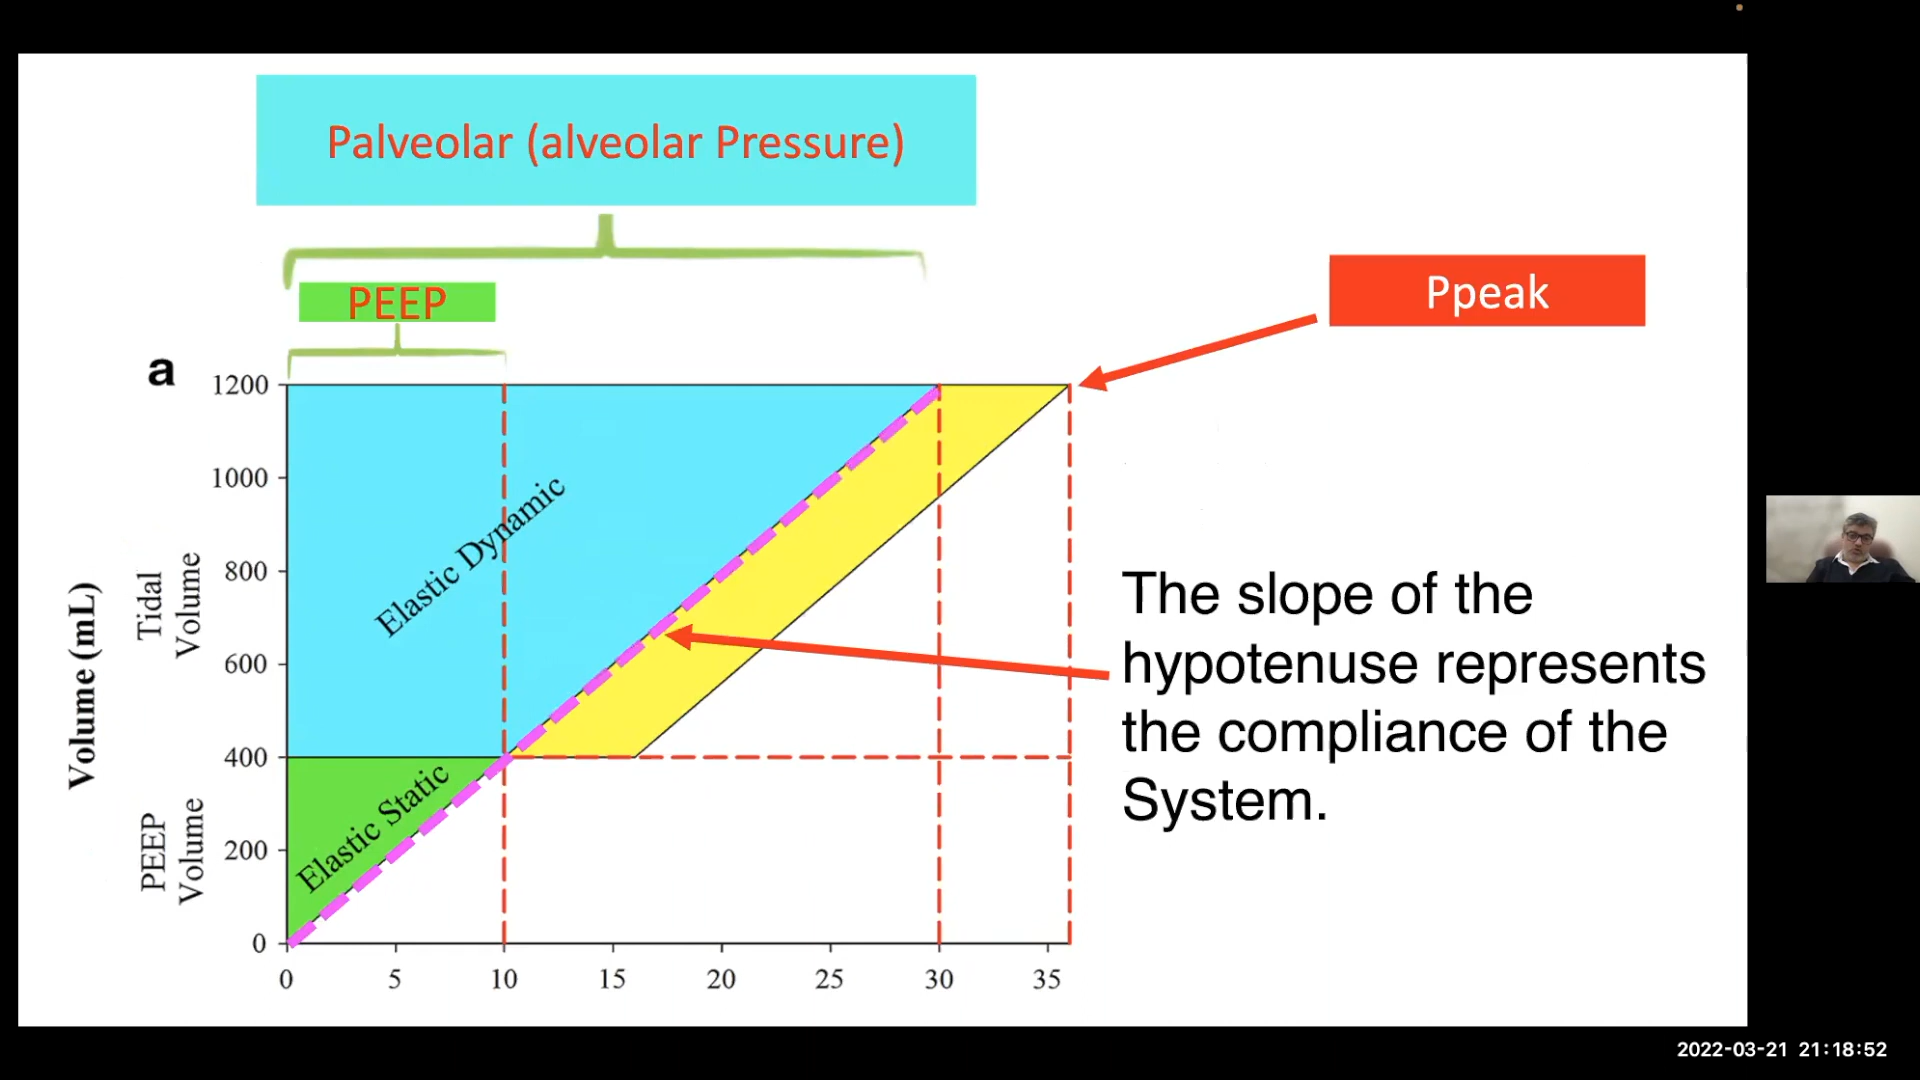 Palveolar (alveolar Pressure)
PEEP
Ppeak
a
1200
1000
800
600
400
200
0
Volume (mL)
Tidal
Volume
PEEP
Volume
Elastic Dynamic
Elastic Static
0 5 10 15 20 25 30 35
The slope of the
hypotenuse represents
the compliance of the
System.
2022-03-21 21:18:52